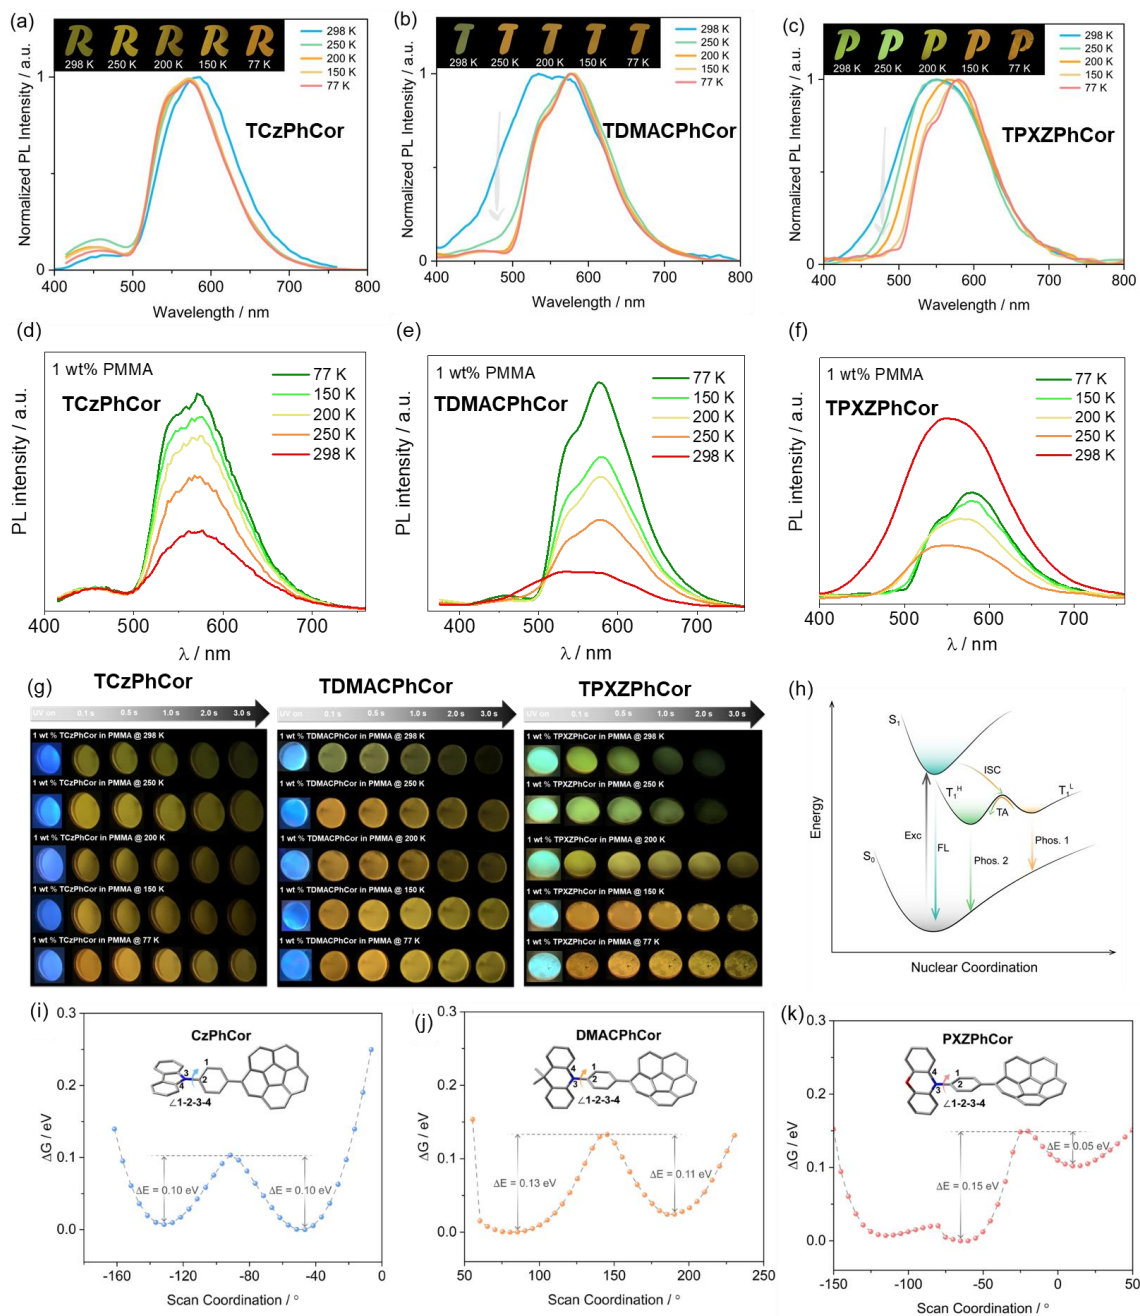 (a)
R R R R R
298 K 250 K 200 K 150 K 77 K
298 K
250 K
200 K
150 K
77 K
TCzPhCor
Normalized PL Intensity / a.u.
1
0
400 500 600 700 800
Wavelength / nm
(b)
T T T T T
298 K 250 K 200 K 150 K 77 K
298 K
250 K
200 K
150 K
77 K
TDMACPhCor
Normalized PL Intensity / a.u.
1
0
400 500 600 700 800
Wavelength / nm
(c)
P P P P P
298 K 250 K 200 K 150 K 77 K
298 K
250 K
200 K
150 K
77 K
TPXZPhCor
Normalized PL Intensity / a.u.
1
0
400 500 600 700 800
Wavelength / nm
(d)
1 wt% PMMA
TCzPhCor
77 K
150 K
200 K
250 K
298 K
PL intensity / a.u.
400 500 600 700
λ / nm
(e)
1 wt% PMMA
TDMACPhCor
77 K
150 K
200 K
250 K
298 K
PL intensity / a.u.
400 500 600 700
λ / nm
(f)
1 wt% PMMA
TPXZPhCor
77 K
150 K
200 K
250 K
298 K
PL intensity / a.u.
400 500 600 700
λ / nm
(g)
TCzPhCor
UV on 0.1 s 0.5 s 1.0 s 2.0 s 3.0 s
1 wt % TCzPhCor in PMMA @ 298 K
1 wt % TCzPhCor in PMMA @ 250 K
1 wt % TCzPhCor in PMMA @ 200 K
1 wt % TCzPhCor in PMMA @ 150 K
1 wt % TCzPhCor in PMMA @ 77 K
TDMACPhCor
UV on 0.1 s 0.5 s 1.0 s 2.0 s 3.0 s
1 wt % TDMACPhCor in PMMA @ 298 K
1 wt % TDMACPhCor in PMMA @ 250 K
1 wt % TDMACPhCor in PMMA @ 200 K
1 wt % TDMACPhCor in PMMA @ 150 K
1 wt % TDMACPhCor in PMMA @ 77 K
TPXZPhCor
UV on 0.1 s 0.5 s 1.0 s 2.0 s 3.0 s
1 wt % TPXZPhCor in PMMA @ 298 K
1 wt % TPXZPhCor in PMMA @ 250 K
1 wt % TPXZPhCor in PMMA @ 200 K
1 wt % TPXZPhCor in PMMA @ 150 K
1 wt % TPXZPhCor in PMMA @ 77 K
(h)
S₁
ISC
T₁ᴴ
T₁ᴸ
TA
Exc
FL
Phos. 1
Phos. 2
S₀
Energy
Nuclear Coordination
(i)
CzPhCor
1
3
2
4
∠1-2-3-4
ΔE = 0.10 eV
ΔE = 0.10 eV
ΔG / eV
0.3
0.2
0.1
0.0
-160 -120 -80 -40 0
Scan Coordination / °
(j)
DMACPhCor
4
1
3
2
∠1-2-3-4
ΔE = 0.13 eV
ΔE = 0.11 eV
ΔG / eV
0.3
0.2
0.1
0.0
50 100 150 200 250
Scan Coordination / °
(k)
PXZPhCor
4
1
3
2
∠1-2-3-4
ΔE = 0.05 eV
ΔE = 0.15 eV
ΔG / eV
0.3
0.2
0.1
0.0
-150 -100 -50 0 50
Scan Coordination / °